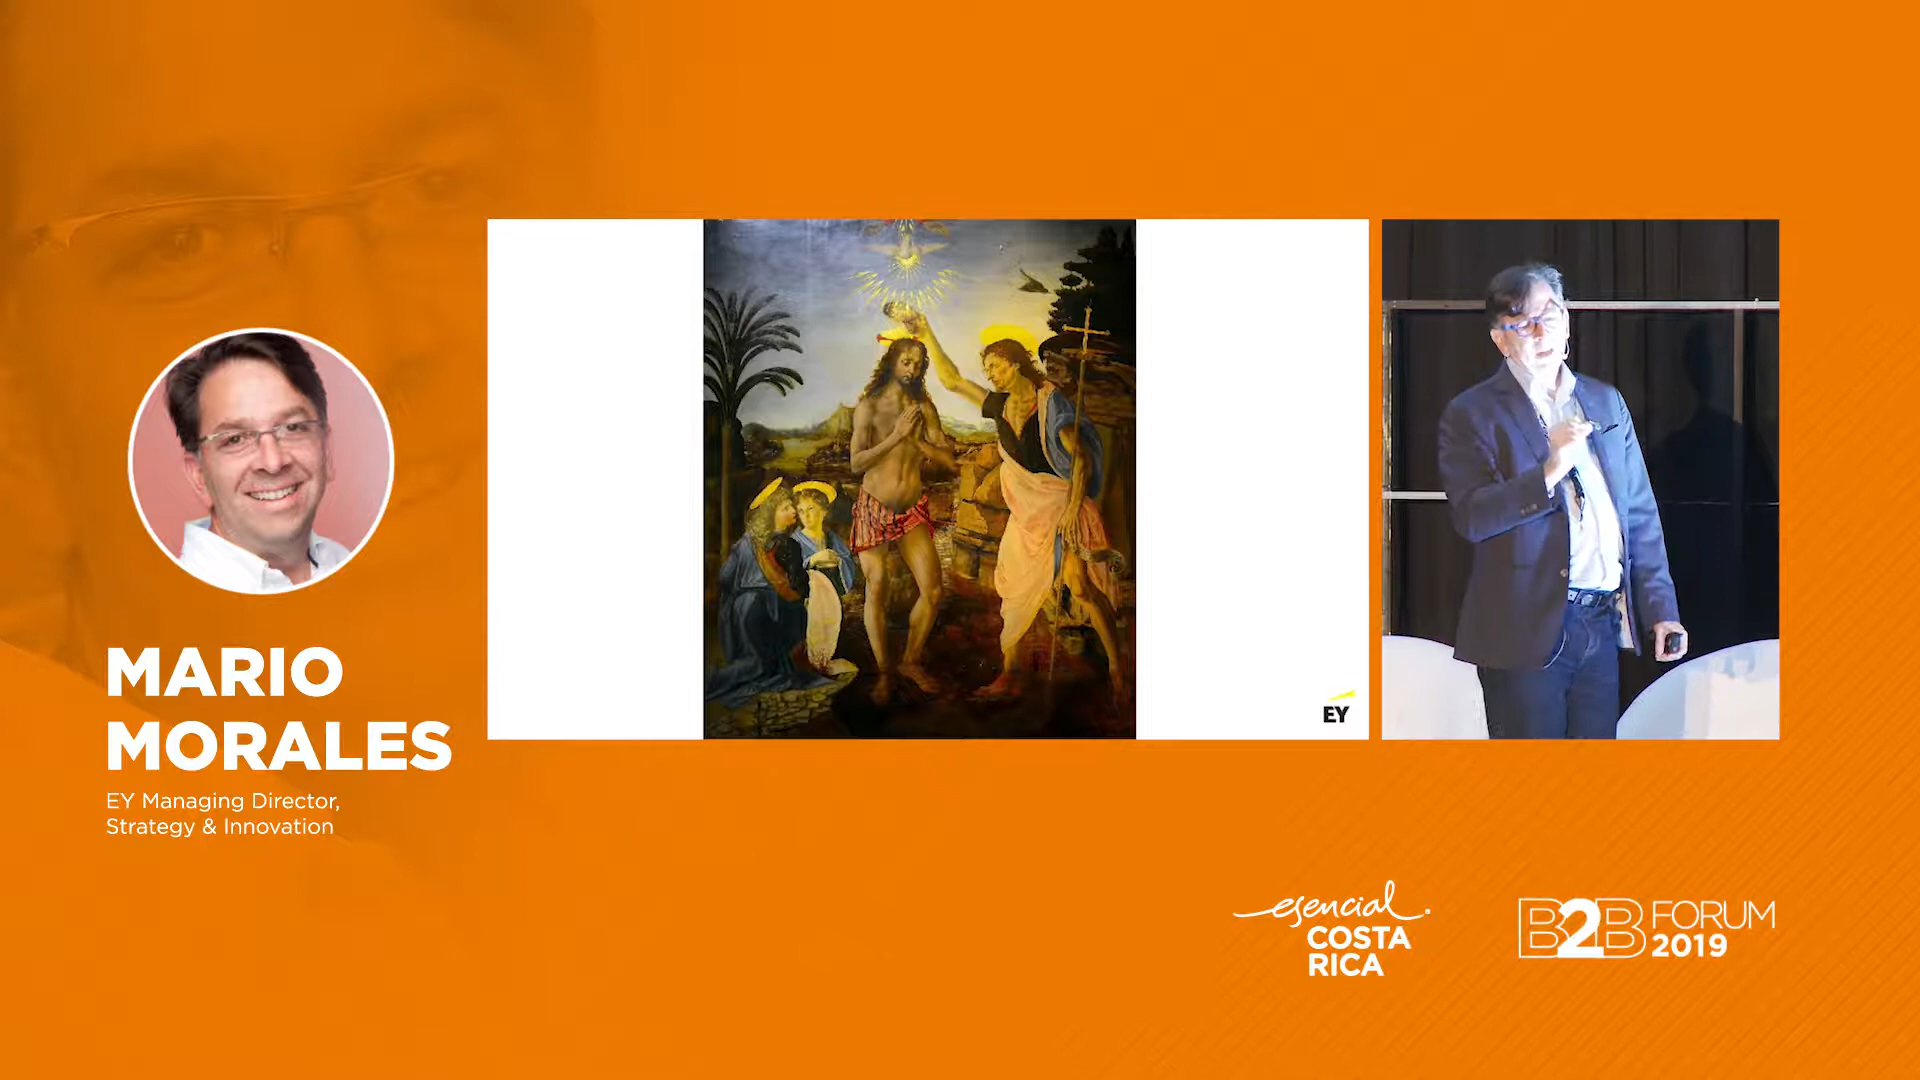 MARIO
MORALES
EY Managing Director,
Strategy & Innovation
EY
esencial
COSTA
RICA
B2B FORUM
2019